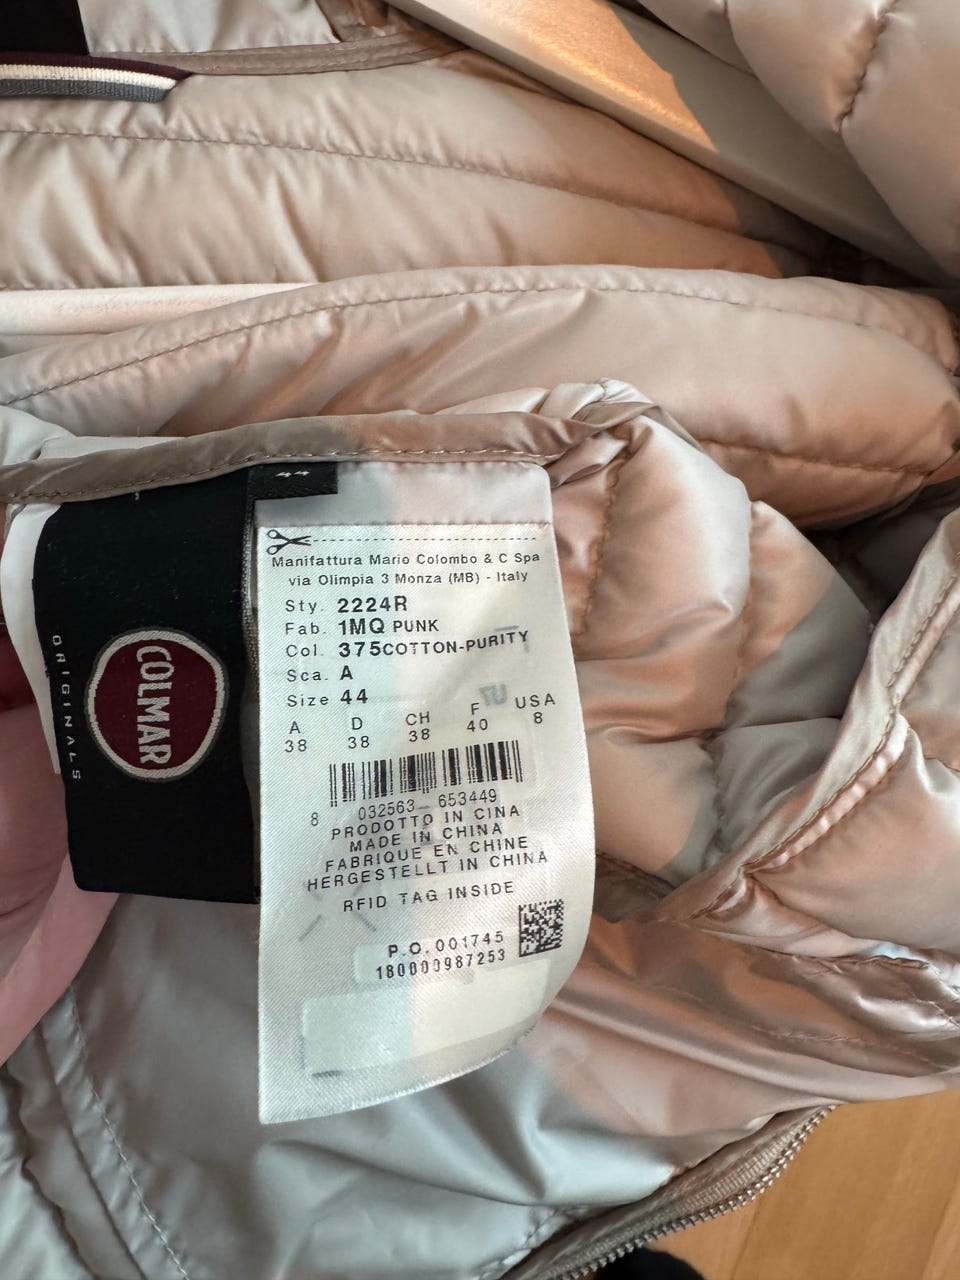 44
COLMAR
ORIGINALS
Manifattura Mario Colombo & C Spa
via Olimpia 3 Monza (MB) - Italy
Sty. 2224R
Fab. 1MQ PUNK
Col. 375COTTON-PURITY
Sca. A
Size 44
A D CH F USA
38 38 38 40 8
8 032563 653449
PRODOTTO IN CINA
MADE IN CHINA
FABRIQUE EN CHINE
HERGESTELLT IN CHINA
RFID TAG INSIDE
P.O. 001745
180000987253